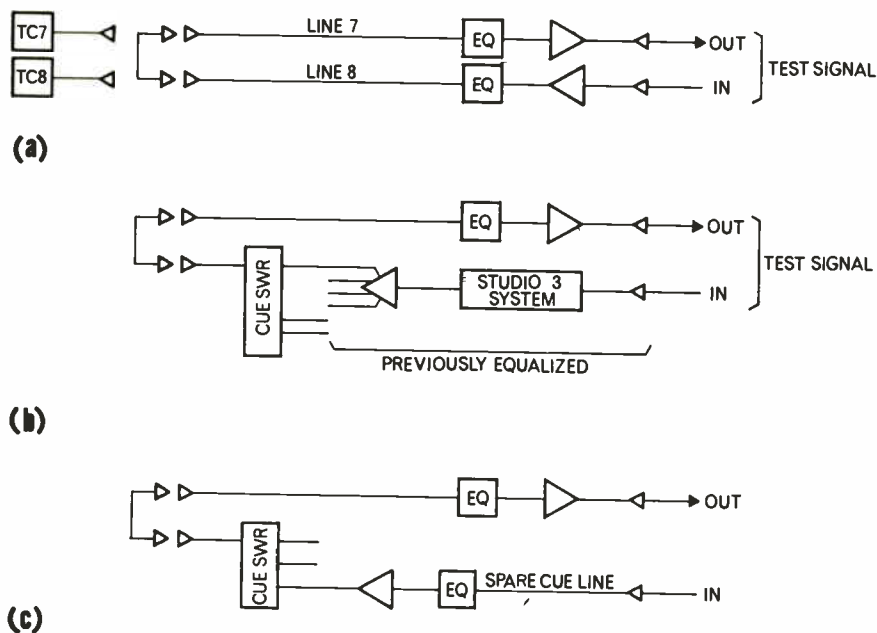 TC7
LINE 7
EQ
OUT
TC8
LINE 8
EQ
IN
TEST SIGNAL
(a)
EQ
OUT
CUE SWR
STUDIO 3
SYSTEM
IN
TEST SIGNAL
PREVIOUSLY EQUALIZED
(b)
EQ
OUT
CUE SWR
EQ
SPARE CUE LINE
IN
(c)